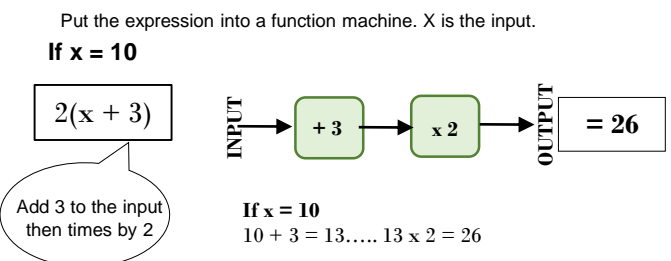 Put the expression into a function machine. X is the input.
If x = 10
2(x + 3)
INPUT
+ 3
x 2
OUTPUT
= 26
Add 3 to the input
then times by 2
If x = 10
10 + 3 = 13….. 13 x 2 = 26